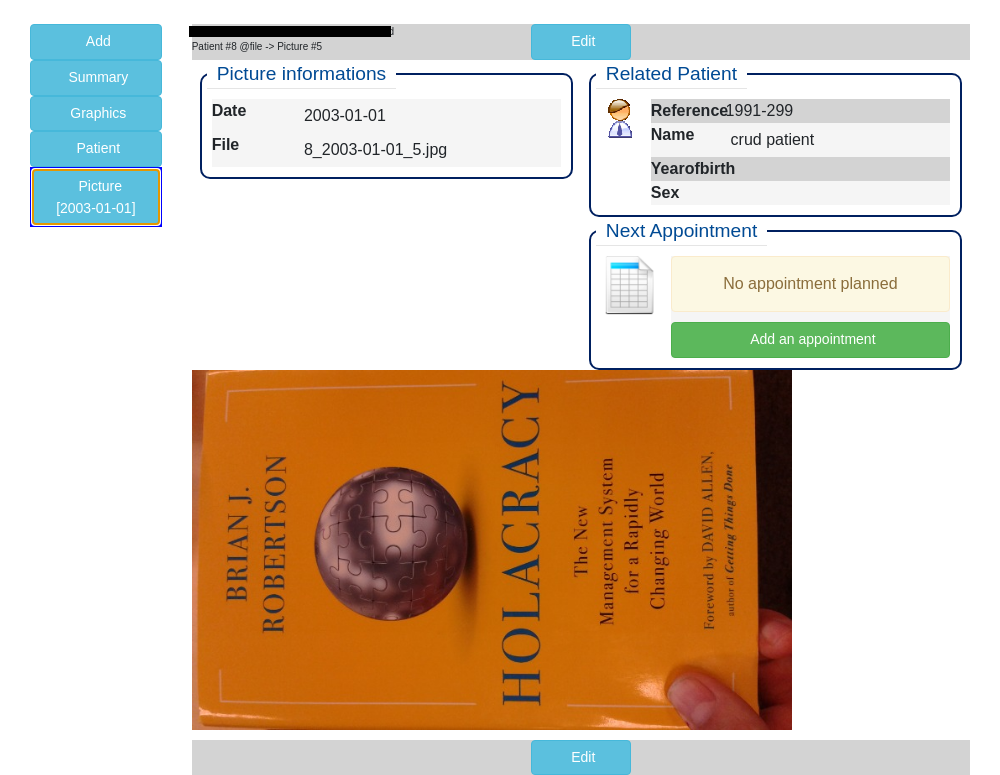 Add
Summary
Graphics
Patient
Picture
[2003-01-01]
Patient #8 @file -> Picture #5
Edit
Picture informations
Date 2003-01-01
File 8_2003-01-01_5.jpg
Related Patient
Reference 1991-299
Name crud patient
Yearofbirth
Sex
Next Appointment
No appointment planned
Add an appointment
BRIAN J.
ROBERTSON
HOLACRACY
The New
Management System
for a Rapidly
Changing World
Foreword by DAVID ALLEN,
author of Getting Things Done
Edit